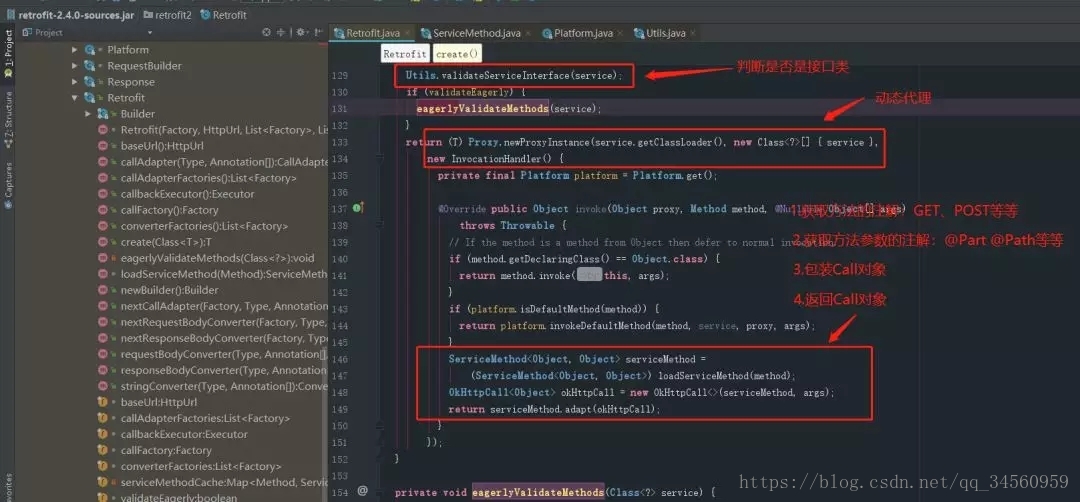 retrofit-2.4.0-sources.jar retrofit2 Retrofit
Project
Retrofit.java ServiceMethod.java Platform.java Utils.java
1: Project
7: Structure
Captures
Platform
RequestBuilder
Response
Retrofit
Builder
Retrofit(Factory, HttpUrl, List<Factory>, Lis
baseUrl():HttpUrl
callAdapter(Type, Annotation[]):CallAdapte
callAdapterFactories():List<Factory>
callbackExecutor():Executor
callFactory():Factory
converterFactories():List<Factory>
create(Class<T>):T
eagerlyValidateMethods(Class<?>):void
loadServiceMethod(Method):ServiceMeth
newBuilder():Builder
nextCallAdapter(Factory, Type, Annotation
nextRequestBodyConverter(Factory, Type,
nextResponseBodyConverter(Factory, Type
requestBodyConverter(Type, Annotation[],
responseBodyConverter(Type, Annotation[
stringConverter(Type, Annotation[]):Conve
baseUrl:HttpUrl
callAdapterFactories:List<Factory>
callbackExecutor:Executor
callFactory:Factory
converterFactories:List<Factory>
serviceMethodCache:Map<Method, Service
validateEagerly:boolean
Retrofit create()
129 Utils.validateServiceInterface(service);
判断是否是接口类
130 if (validateEagerly) {
131 eagerlyValidateMethods(service);
动态代理
132 }
133 return (T) Proxy.newProxyInstance(service.getClassLoader(), new Class<?>[] { service },
134 new InvocationHandler() {
135 private final Platform platform = Platform.get();
136
137 @Override public Object invoke(Object proxy, Method method, @Nullable Object[] args)
1.获取方法的注解：GET、POST等等
138 throws Throwable {
139 // If the method is a method from Object then defer to normal invocation.
2.获取方法参数的注解：@Part @Path等等
140 if (method.getDeclaringClass() == Object.class) {
141 return method.invoke( this, args);
3.包装Call对象
142 }
143 if (platform.isDefaultMethod(method)) {
4.返回Call对象
144 return platform.invokeDefaultMethod(method, service, proxy, args);
145 }
146 ServiceMethod<Object, Object> serviceMethod =
147 (ServiceMethod<Object, Object>) loadServiceMethod(method);
148 OkHttpCall<Object> okHttpCall = new OkHttpCall<>(serviceMethod, args);
149 return serviceMethod.adapt(okHttpCall);
150 }
151 });
152 }
153
154 @ private void eagerlyValidateMethods(Class<?> service) {
https://blog.csdn.net/qq_34560959